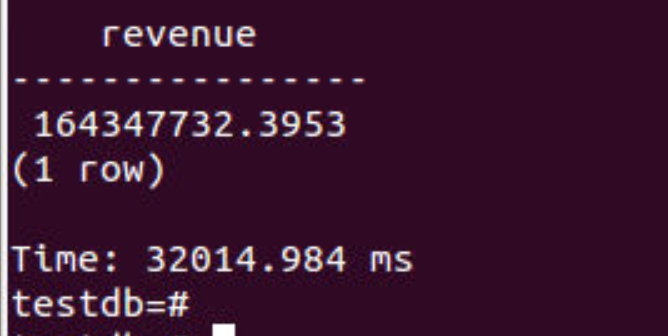 revenue
----------------
164347732.3953
(1 row)
Time: 32014.984 ms
testdb=#